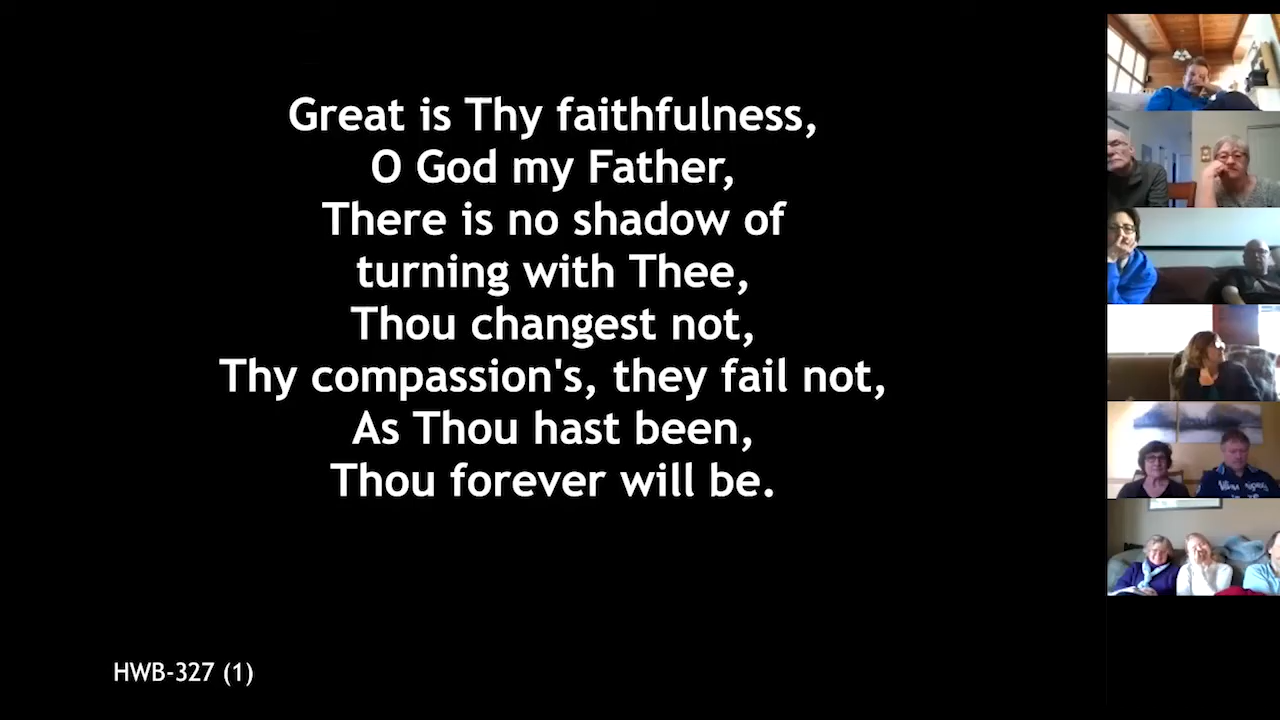 Great is Thy faithfulness,
O God my Father,
There is no shadow of
turning with Thee,
Thou changest not,
Thy compassion's, they fail not,
As Thou hast been,
Thou forever will be.
HWB-327 (1)